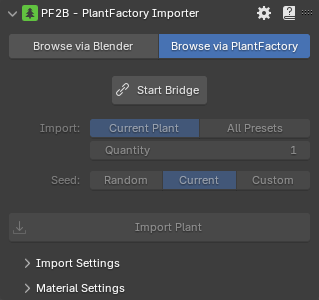 PF2B - PlantFactory Importer
Browse via Blender Browse via PlantFactory
Start Bridge
Import: Current Plant All Presets
Quantity 1
Seed: Random Current Custom
Import Plant
Import Settings
Material Settings